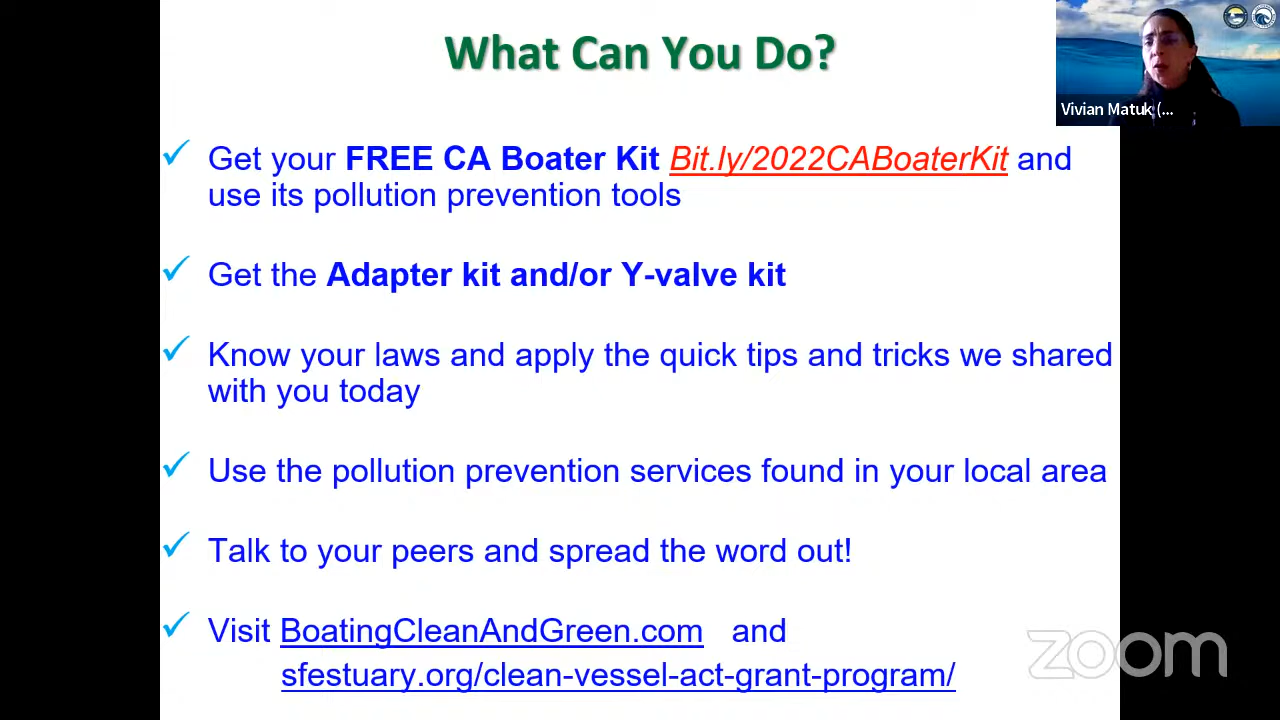 What Can You Do?
Vivian Matuk (...
Get your FREE CA Boater Kit Bit.ly/2022CABoaterKit and
use its pollution prevention tools
Get the Adapter kit and/or Y-valve kit
Know your laws and apply the quick tips and tricks we shared
with you today
Use the pollution prevention services found in your local area
Talk to your peers and spread the word out!
Visit BoatingCleanAndGreen.com and
sfestuary.org/clean-vessel-act-grant-program/
zoom